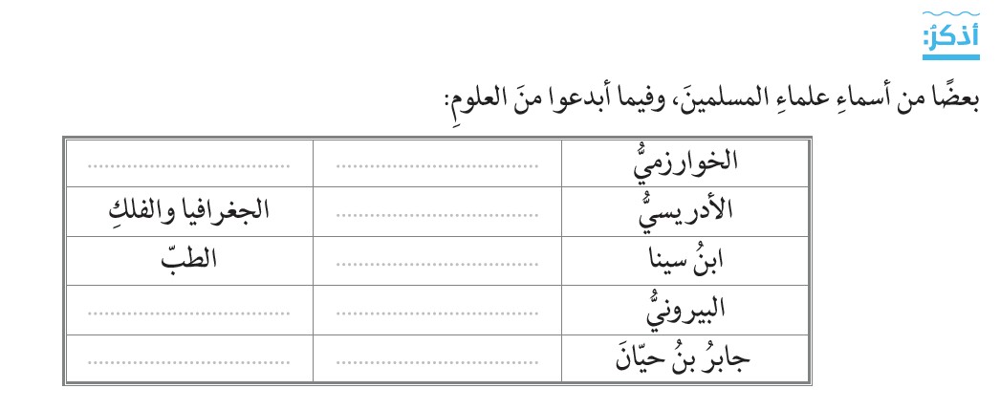 أذكرُ:
بعضًا من أسماءِ علماءِ المسلمينَ، وفيما أبدعوا منَ العلومِ:
الخوارزميُّ ................................... ...................................
الأدريسيُّ ................................... الجغرافيا والفلكِ
ابنُ سينا ................................... الطبّ
البيرونيُّ ................................... ...................................
جابرُ بنُ حيّانَ ................................... ...................................